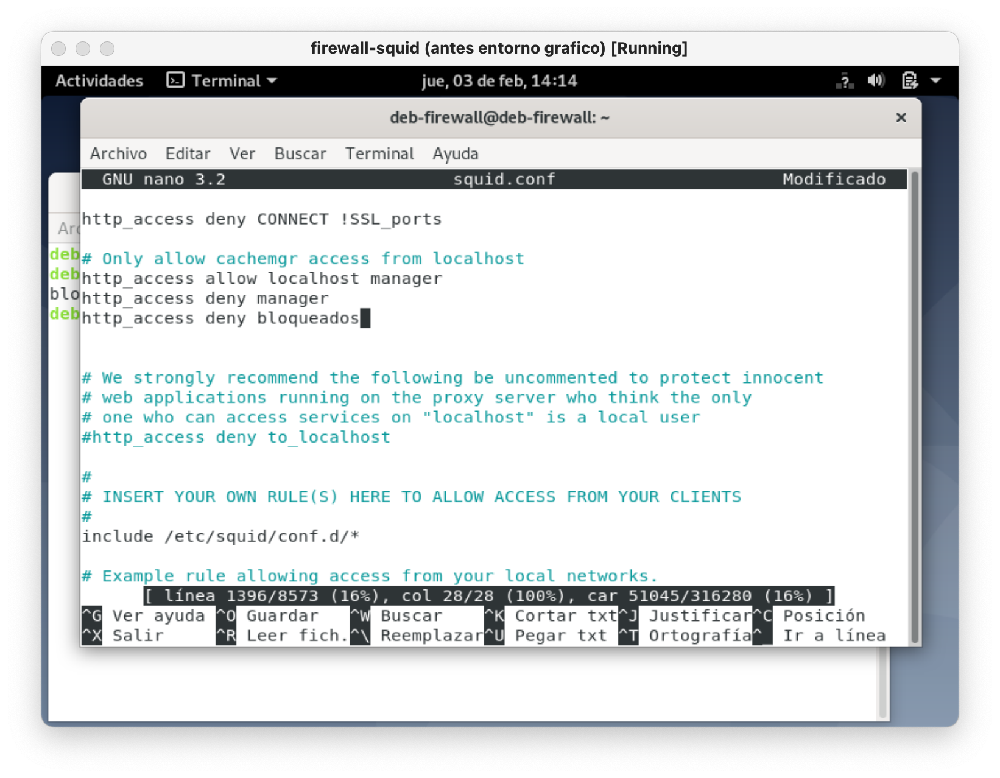 firewall-squid (antes entorno grafico) [Running]
Actividades Terminal jue, 03 de feb, 14:14
deb-firewall@deb-firewall: ~
Archivo Editar Ver Buscar Terminal Ayuda
GNU nano 3.2 squid.conf Modificado
http_access deny CONNECT !SSL_ports
# Only allow cachemgr access from localhost
http_access allow localhost manager
http_access deny manager
http_access deny bloqueados
# We strongly recommend the following be uncommented to protect innocent
# web applications running on the proxy server who think the only
# one who can access services on "localhost" is a local user
#http_access deny to_localhost
#
# INSERT YOUR OWN RULE(S) HERE TO ALLOW ACCESS FROM YOUR CLIENTS
#
include /etc/squid/conf.d/*
# Example rule allowing access from your local networks.
[ línea 1396/8573 (16%), col 28/28 (100%), car 51045/316280 (16%) ]
^G Ver ayuda ^O Guardar ^W Buscar ^K Cortar txt ^J Justificar ^C Posición
^X Salir ^R Leer fich. ^\ Reemplazar ^U Pegar txt ^T Ortografía ^_ Ir a línea
Arc
deb
deb
blo
deb